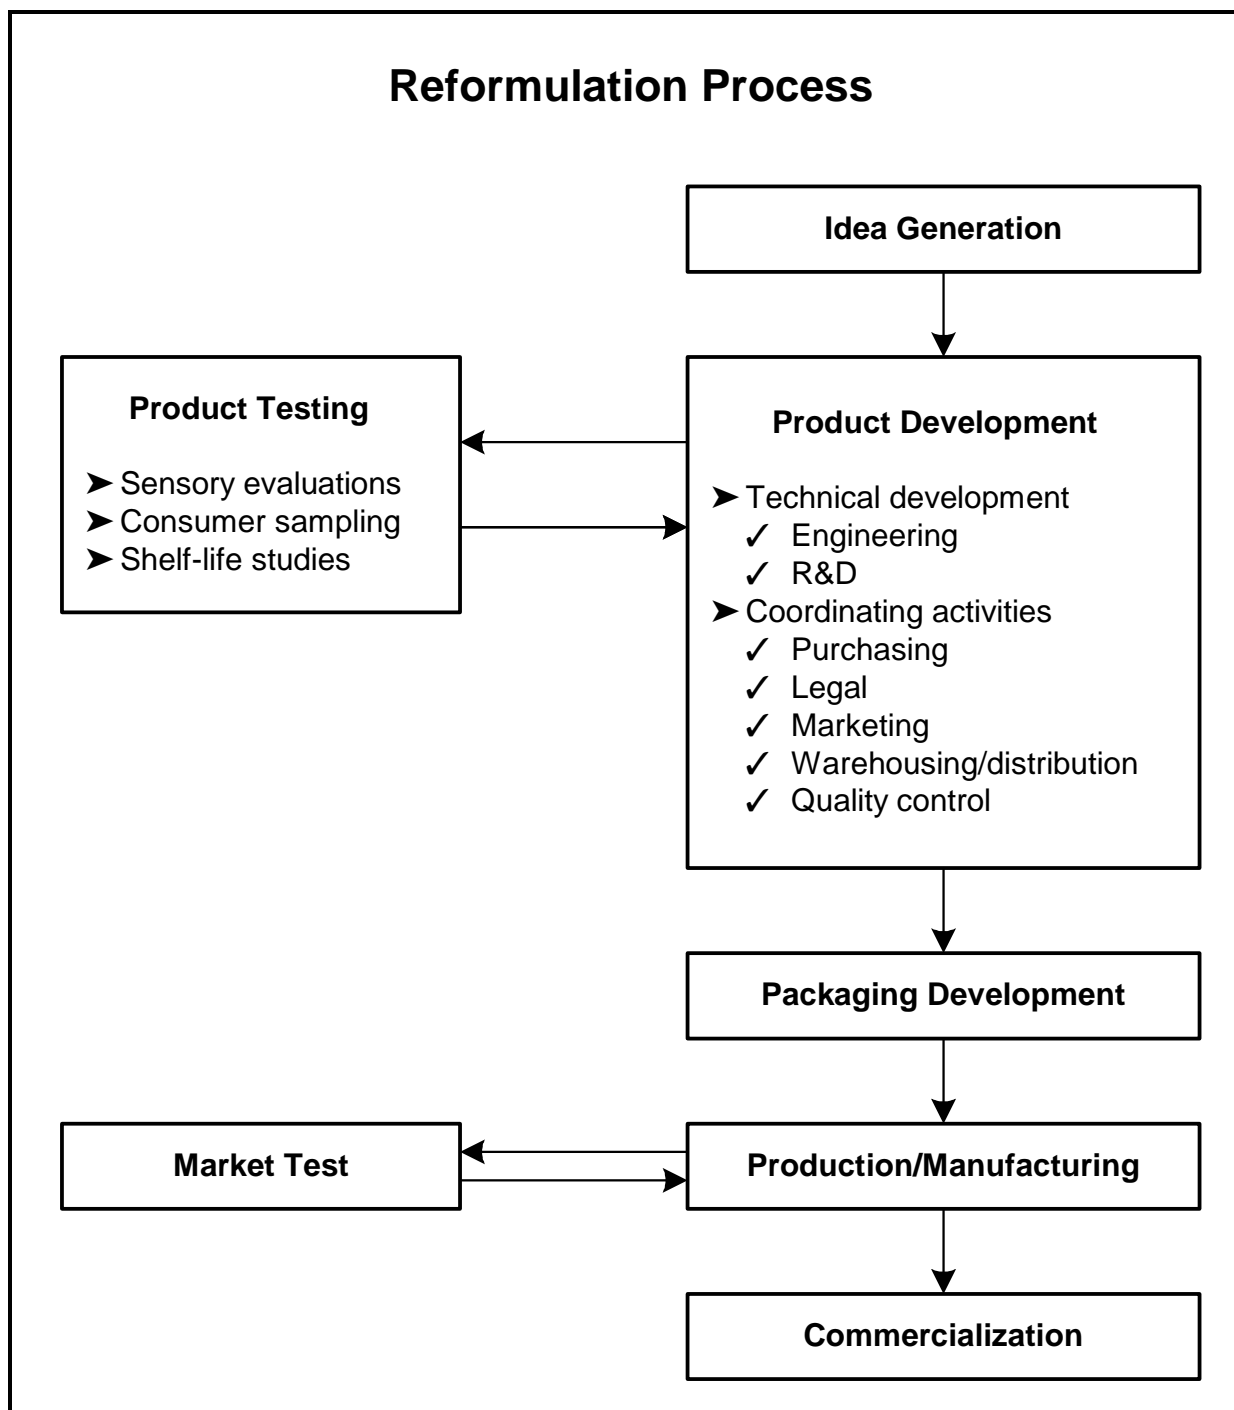 Reformulation Process
Idea Generation
Product Testing
➤ Sensory evaluations
➤ Consumer sampling
➤ Shelf-life studies
Product Development
➤ Technical development
✓ Engineering
✓ R&D
➤ Coordinating activities
✓ Purchasing
✓ Legal
✓ Marketing
✓ Warehousing/distribution
✓ Quality control
Packaging Development
Market Test
Production/Manufacturing
Commercialization